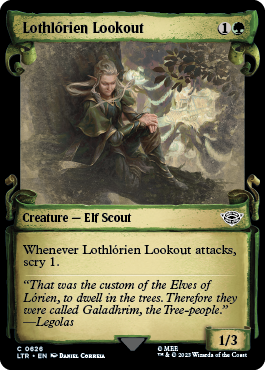 Lothlórien Lookout 1
Creature — Elf Scout
Whenever Lothlórien Lookout attacks,
scry 1.
“That was the custom of the Elves of
Lórien, to dwell in the trees. Therefore they
were called Galadhrim, the Tree-people.”
—Legolas
1/3
C 0626 © MEE
LTR • EN Daniel Correia ™ & © 2023 Wizards of the Coast